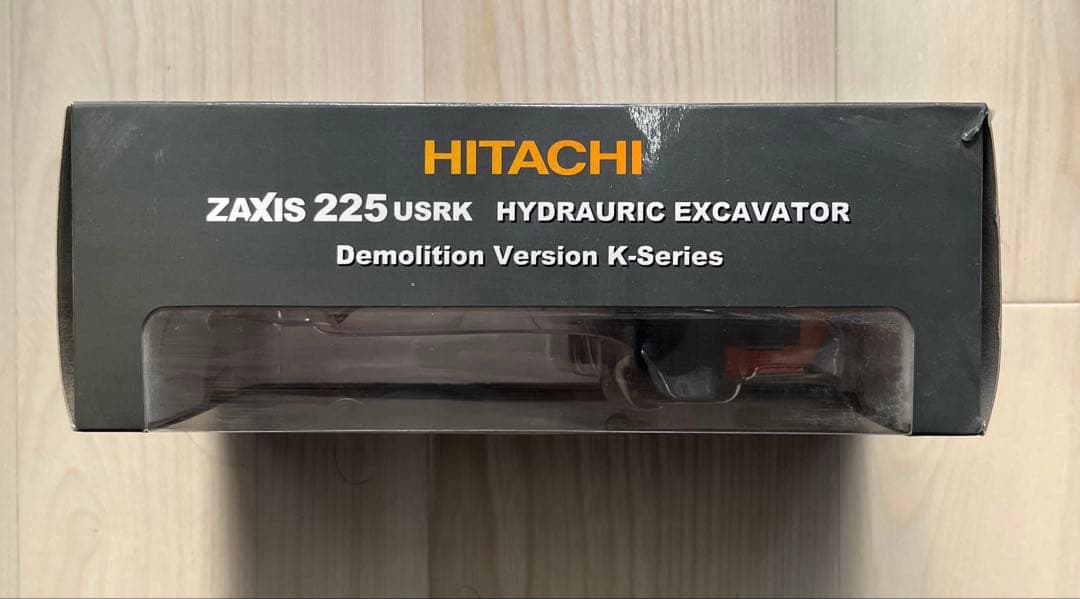 HITACHI
ZAXIS 225 USRK HYDRAURIC EXCAVATOR
Demolition Version K-Series